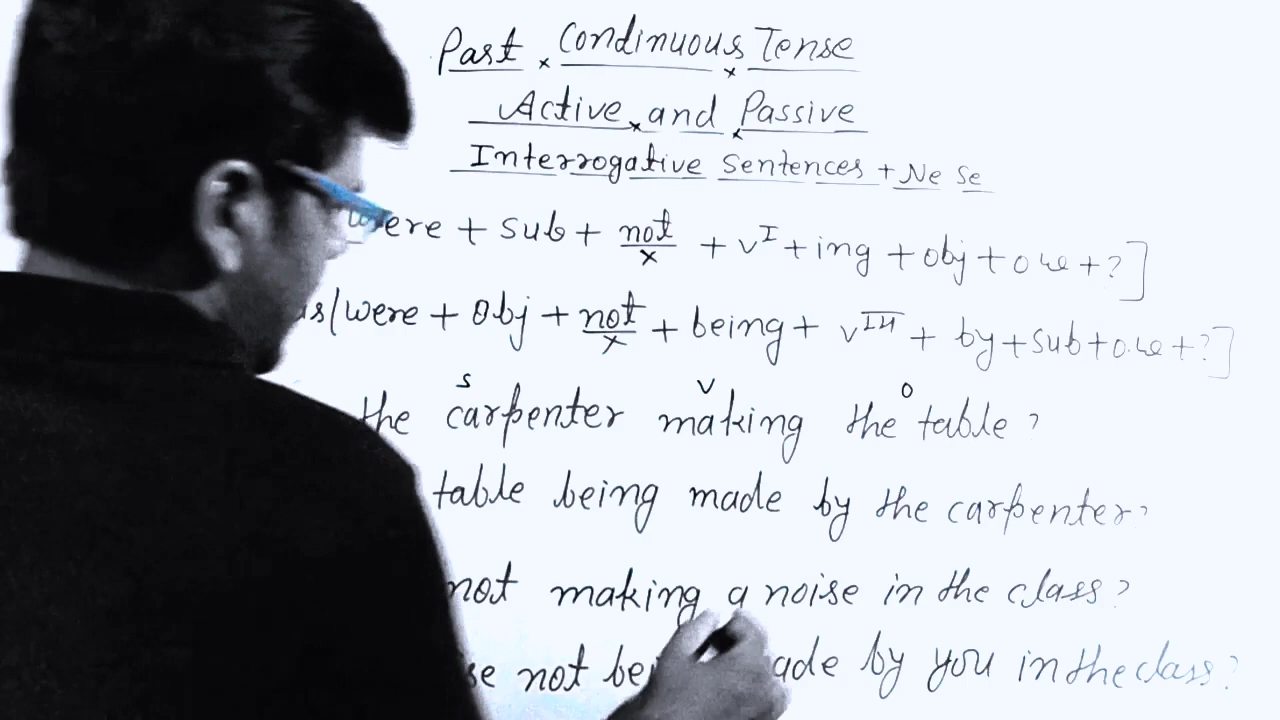 Past Continuous Tense
Active and Passive
Interrogative Sentences + Ne Se
were + Sub + not/x + V^I + ing + obj + o.w + ?]
s/were + Obj + not/x + being + V^III + by + Sub + o.w + ?]
S V O
the carpenter making the table ?
table being made by the carpenter?
not making a noise in the class?
se not be ade by you in the class?